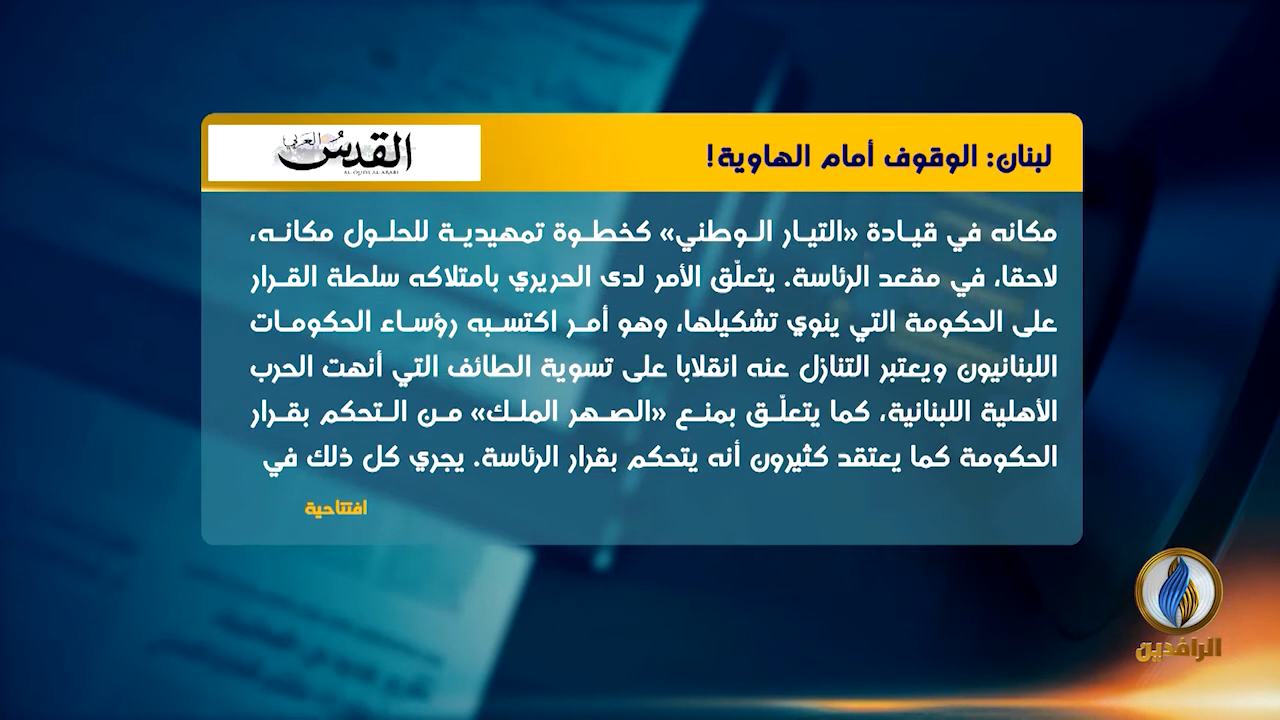 لبنان: الوقوف أمام الهاوية!
القدس العربي
AL-QUDS AL-ARABI
مكانه في قيادة «التيار الوطني» كخطوة تمهيدية للحلول مكانه،
لاحقا، في مقعد الرئاسة. يتعلّق الأمر لدى الحريري بامتلاكه سلطة القرار
على الحكومة التي ينوي تشكيلها، وهو أمر اكتسبه رؤساء الحكومات
اللبنانيون ويعتبر التنازل عنه انقلابا على تسوية الطائف التي أنهت الحرب
الأهلية اللبنانية، كما يتعلّق بمنع «الصهر الملك» من التحكم بقرار
الحكومة كما يعتقد كثيرون أنه يتحكم بقرار الرئاسة. يجري كل ذلك في
افتتاحية
الرافدين